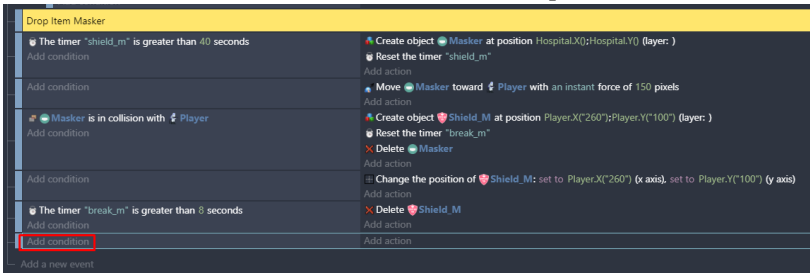 Drop Item Masker
The timer "shield_m" is greater than 40 seconds
Add condition
Create object Masker at position Hospital.X();Hospital.Y() (layer: )
Reset the timer "shield_m"
Add action
Add condition
Move Masker toward Player with an instant force of 150 pixels
Add action
Masker is in collision with Player
Add condition
Create object Shield_M at position Player.X("260");Player.Y("100") (layer: )
Reset the timer "break_m"
Delete Masker
Add action
Add condition
Change the position of Shield_M: set to Player.X("260") (x axis), set to Player.Y("100") (y axis)
Add action
The timer "break_m" is greater than 8 seconds
Add condition
Delete Shield_M
Add action
Add condition
Add action
Add a new event